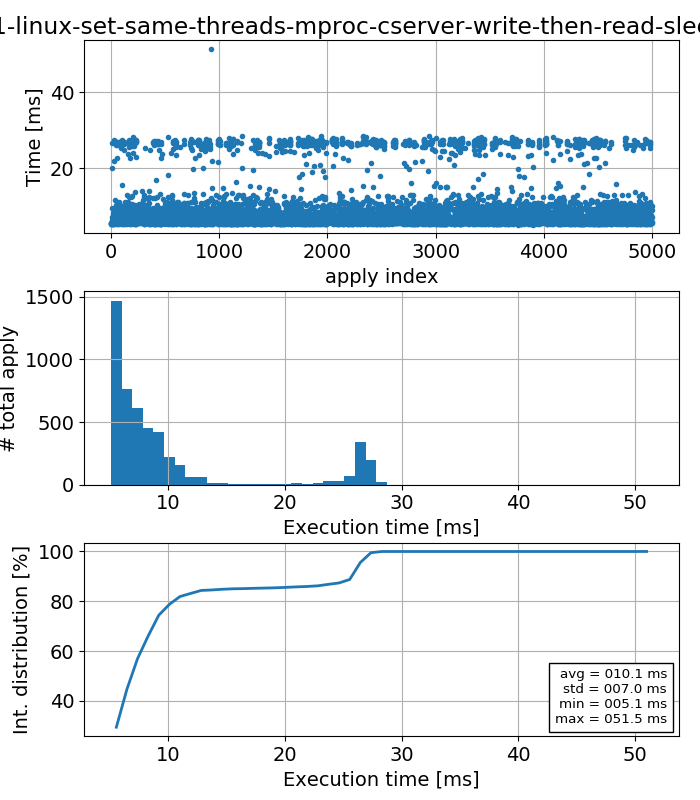 1-linux-set-same-threads-mproc-cserver-write-then-read-slee
Time [ms]
40
20
0 1000 2000 3000 4000 5000
apply index
# total apply
1500
1000
500
0
10 20 30 40 50
Execution time [ms]
Int. distribution [%]
100
80
60
40
avg = 010.1 ms
std = 007.0 ms
min = 005.1 ms
max = 051.5 ms
10 20 30 40 50
Execution time [ms]